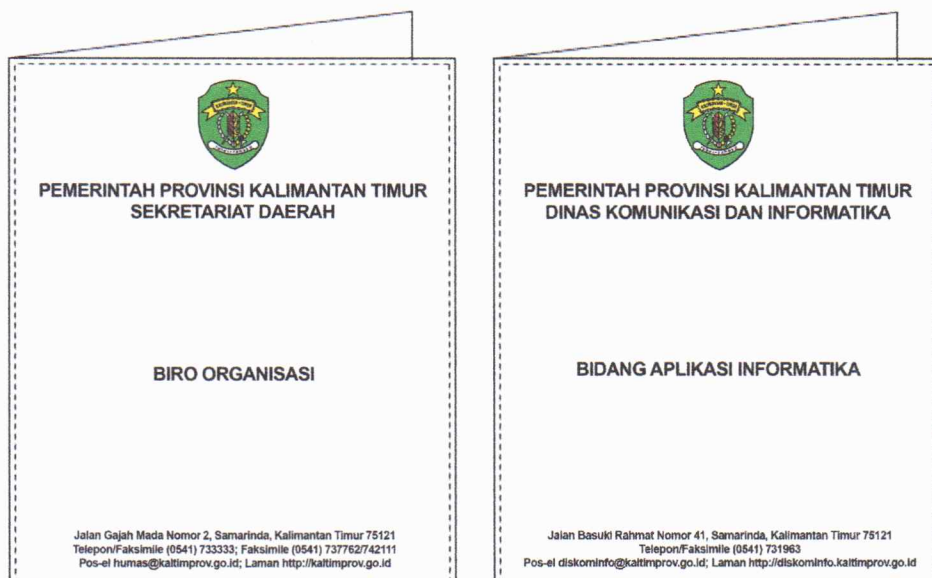 PEMERINTAH PROVINSI KALIMANTAN TIMUR
SEKRETARIAT DAERAH
BIRO ORGANISASI
Jalan Gajah Mada Nomor 2, Samarinda, Kalimantan Timur 75121
Telepon/Faksimile (0541) 733333; Faksimile (0541) 737762/742111
Pos-el humas@kaltimprov.go.id; Laman http://kaltimprov.go.id
PEMERINTAH PROVINSI KALIMANTAN TIMUR
DINAS KOMUNIKASI DAN INFORMATIKA
BIDANG APLIKASI INFORMATIKA
Jalan Basuki Rahmat Nomor 41, Samarinda, Kalimantan Timur 75121
Telepon/Faksimile (0541) 731963
Pos-el diskominfo@kaltimprov.go.id; Laman http://diskominfo.kaltimprov.go.id